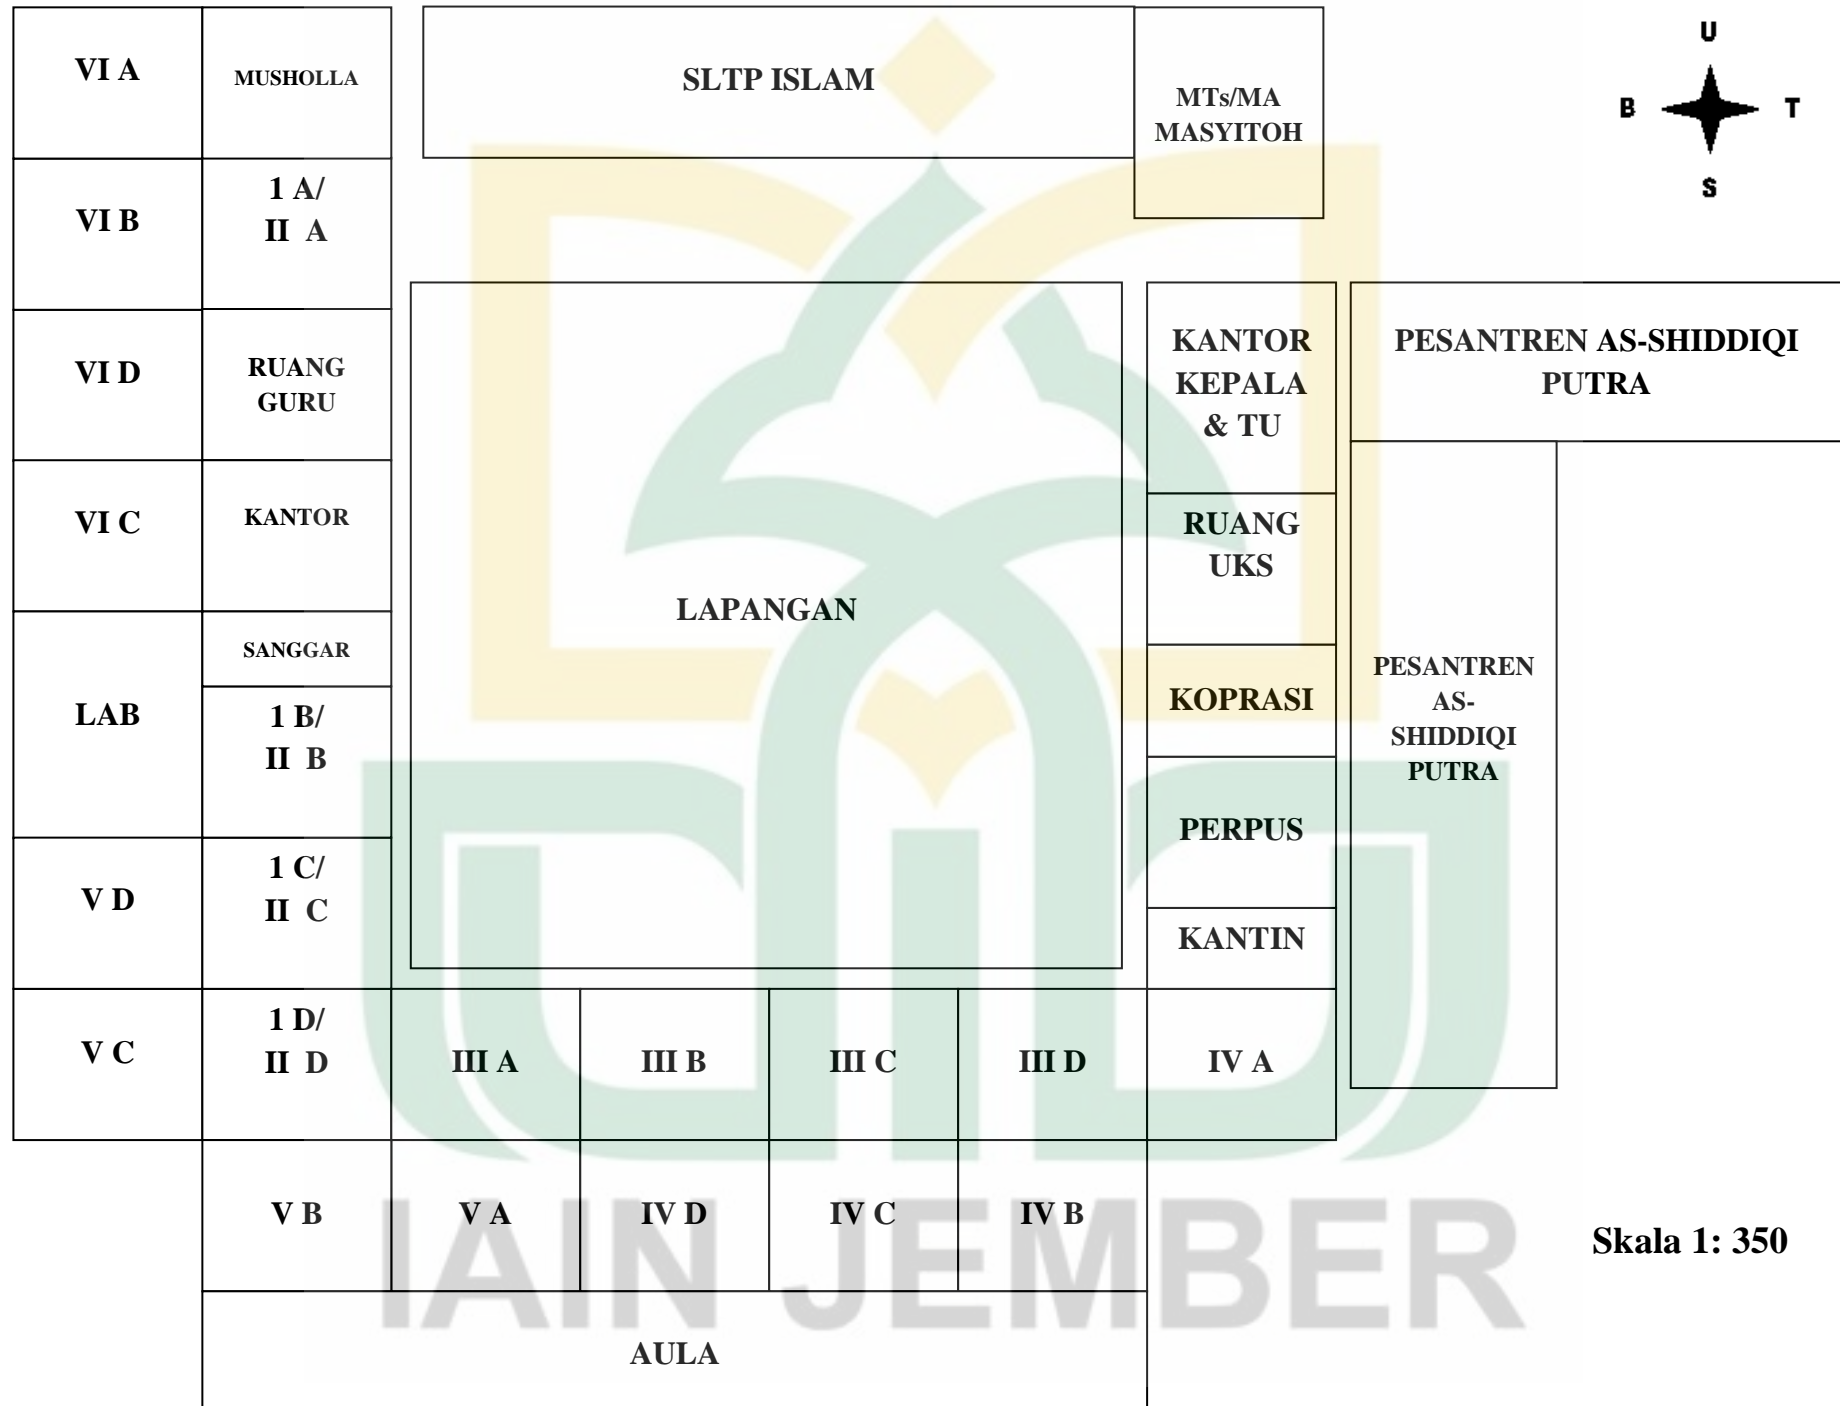 VI A
MUSHOLLA
SLTP ISLAM
MTs/MA
MASYITOH
U
B
T
S
VI B
1 A/
II A
VI D
RUANG
GURU
KANTOR
KEPALA
& TU
PESANTREN AS-SHIDDIQI
PUTRA
VI C
KANTOR
RUANG
UKS
LAPANGAN
LAB
SANGGAR
1 B/
II B
KOPRASI
PESANTREN
AS-
SHIDDIQI
PUTRA
PERPUS
V D
1 C/
II C
KANTIN
V C
1 D/
II D
III A
III B
III C
III D
IV A
V B
V A
IV D
IV C
IV B
Skala 1: 350
IAIN JEMBER
AULA